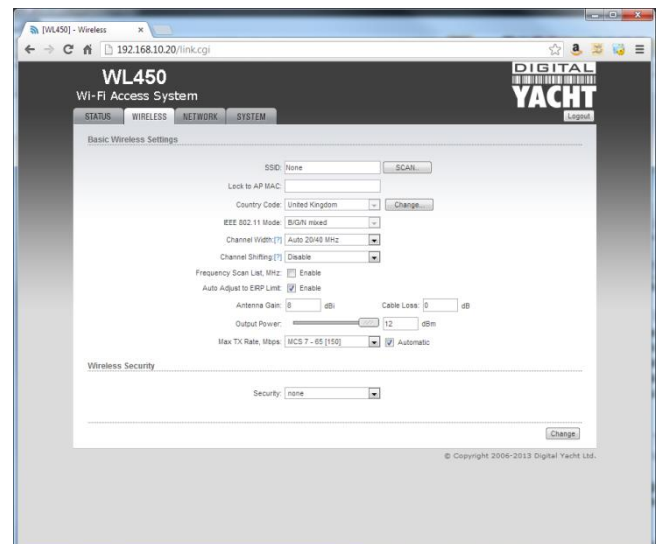 [WL450] - Wireless
192.168.10.20/link.cgi
WL450
Wi-Fi Access System
DIGITAL
YACHT
STATUS WIRELESS NETWORK SYSTEM
Logout
Basic Wireless Settings
SSID: None SCAN...
Lock to AP MAC:
Country Code: United Kingdom Change...
IEEE 802.11 Mode: B/G/N mixed
Channel Width:[?] Auto 20/40 MHz
Channel Shifting:[?] Disable
Frequency Scan List, MHz: Enable
Auto Adjust to EIRP Limit: Enable
Antenna Gain: 8 dBi Cable Loss: 0 dB
Output Power: 12 dBm
Max TX Rate, Mbps: MCS 7 - 65 [150] Automatic
Wireless Security
Security: none
Change
© Copyright 2006-2013 Digital Yacht Ltd.